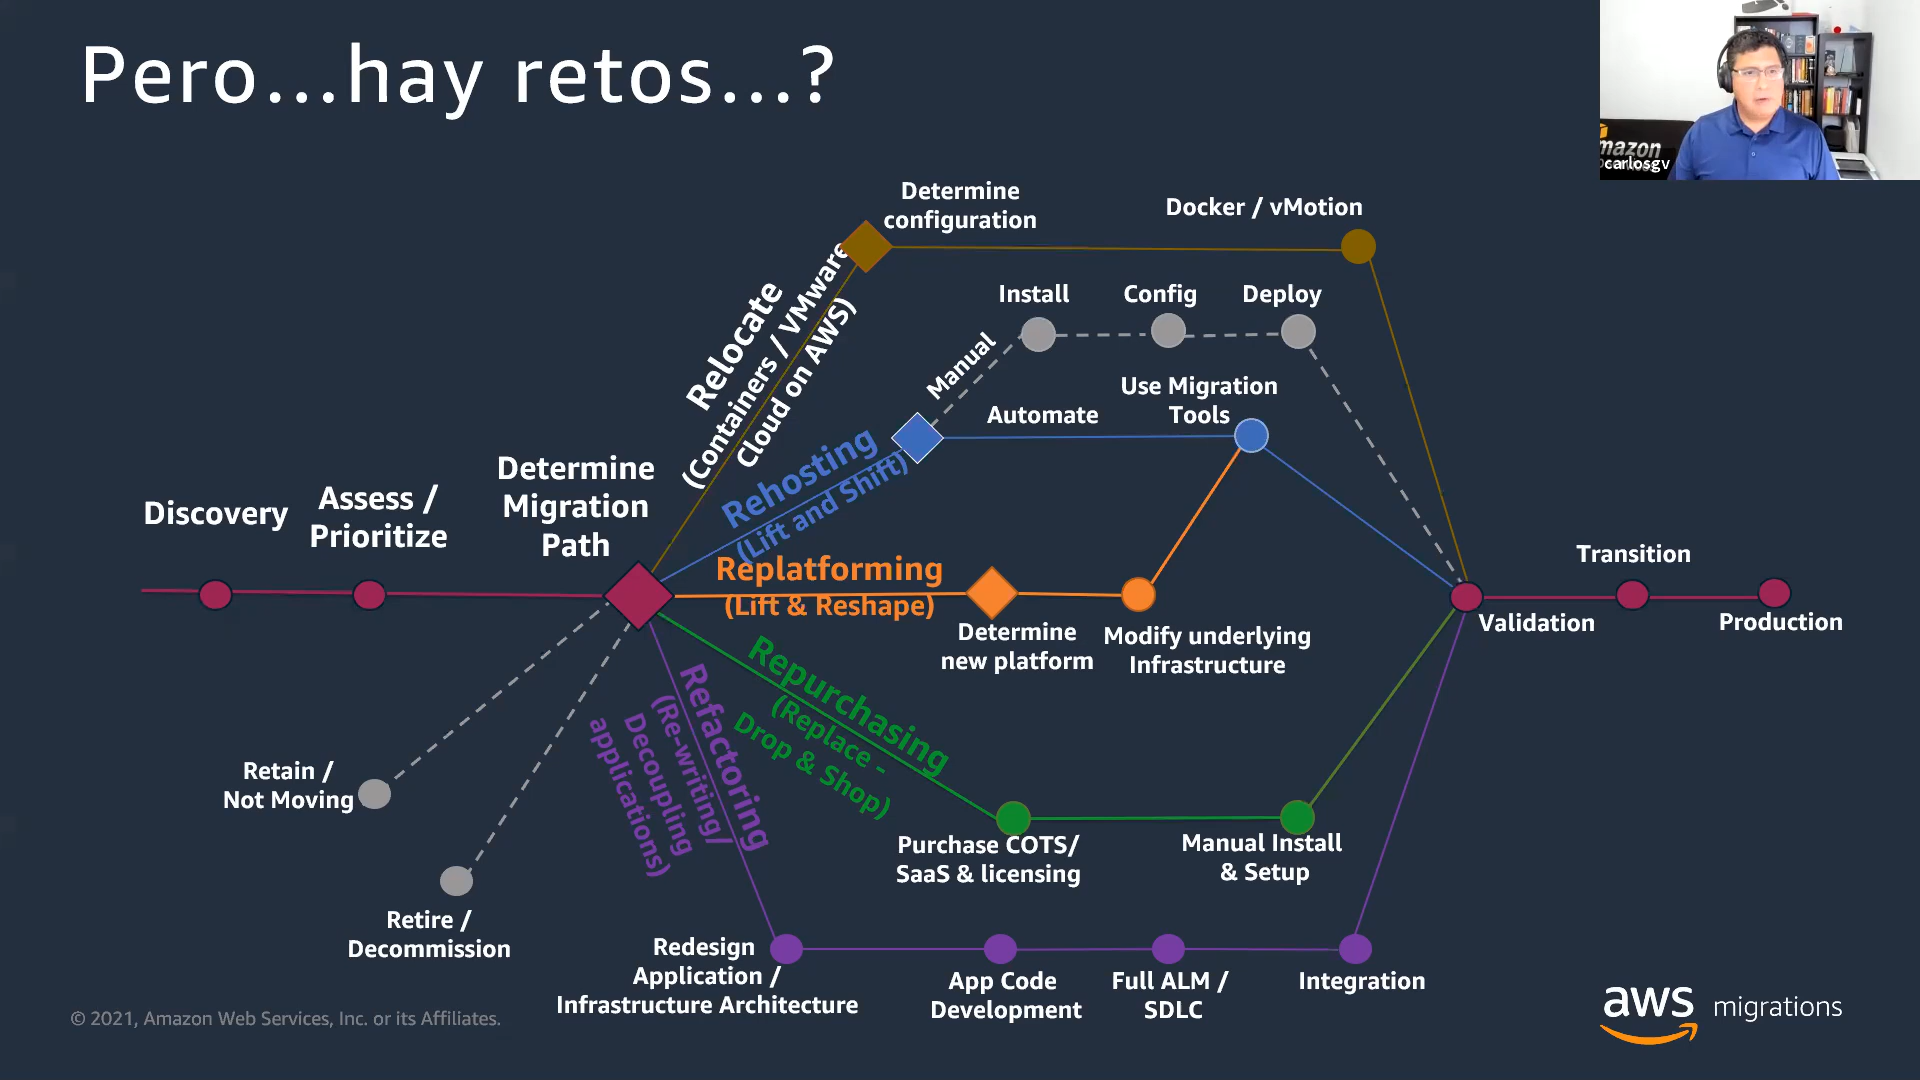 Pero...hay retos...?
mazon
carlosgv
Determine
configuration
Docker / vMotion
Relocate
(Containers / VMware
Cloud on AWS)
Install
Config
Deploy
Manual
Use Migration
Tools
Automate
Rehosting
(Lift and Shift)
Discovery
Assess /
Prioritize
Determine
Migration
Path
Replatforming
(Lift & Reshape)
Determine
new platform
Modify underlying
Infrastructure
Transition
Validation
Production
Repurchasing
(Replace -
Drop & Shop)
Refactoring
(Re-writing/
Decoupling
applications)
Retain /
Not Moving
Purchase COTS/
SaaS & licensing
Manual Install
& Setup
Retire /
Decommission
Redesign
Application /
Infrastructure Architecture
App Code
Development
Full ALM /
SDLC
Integration
© 2021, Amazon Web Services, Inc. or its Affiliates.
aws migrations